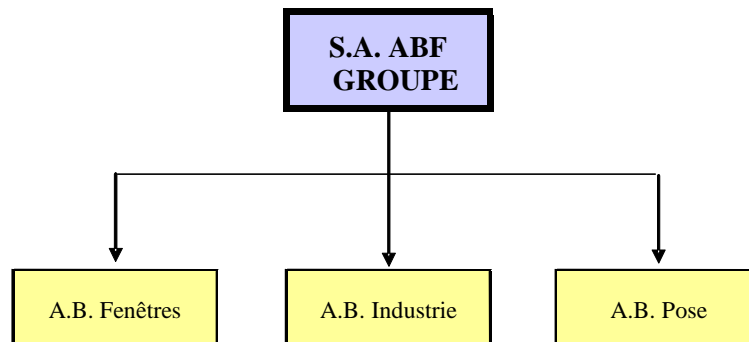 S.A. ABF
GROUPE
A.B. Fenêtres
A.B. Industrie
A.B. Pose